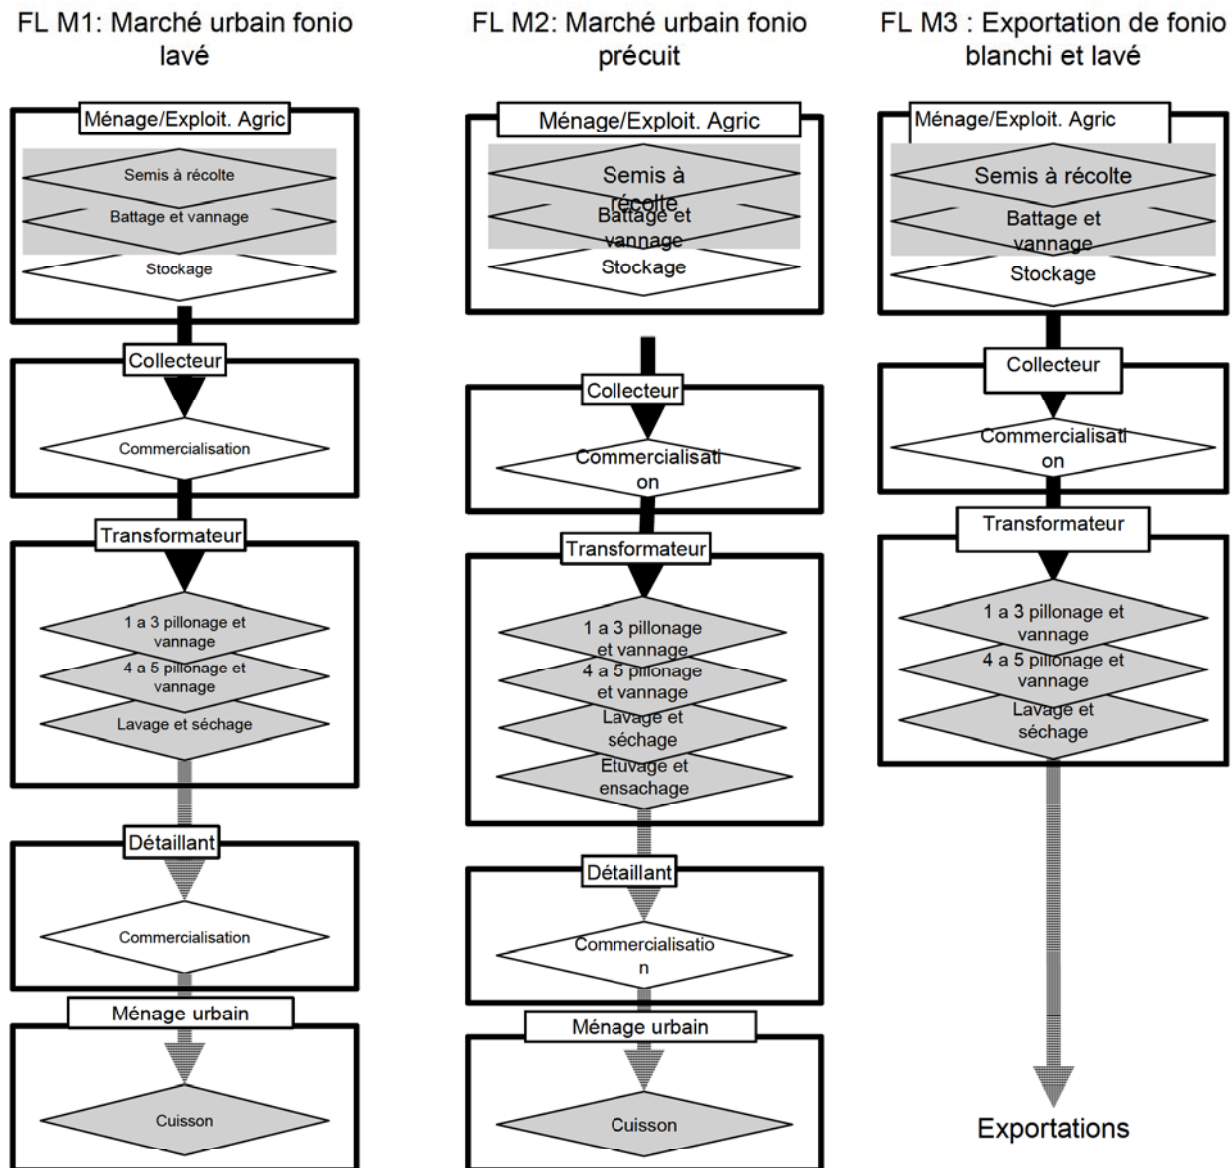 FL M1: Marché urbain fonio
lavé
Ménage/Exploit. Agric
Semis à récolte
Battage et vannage
Stockage
Collecteur
Commercialisation
Transformateur
1 a 3 pillonage et
vannage
4 a 5 pillonage et
vannage
Lavage et séchage
Détaillant
Commercialisation
Ménage urbain
Cuisson
FL M2: Marché urbain fonio
précuit
Ménage/Exploit. Agric
Semis à
récolte
Battage et
vannage
Stockage
Collecteur
Commercialisati
on
Transformateur
1 a 3 pillonage
et vannage
4 a 5 pillonage
et vannage
Lavage et
séchage
Etuvage et
ensachage
Détaillant
Commercialisatio
n
Ménage urbain
Cuisson
FL M3 : Exportation de fonio
blanchi et lavé
Ménage/Exploit. Agric
Semis à récolte
Battage et
vannage
Stockage
Collecteur
Commercialisati
on
Transformateur
1 a 3 pillonage et
vannage
4 a 5 pillonage et
vannage
Lavage et
séchage
Exportations